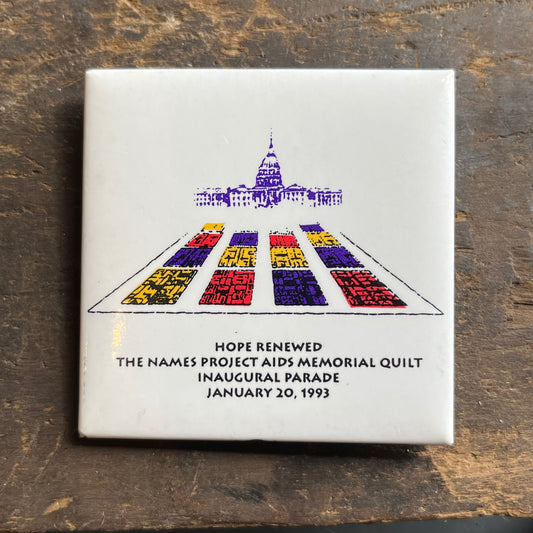 HOPE RENEWED
THE NAMES PROJECT AIDS MEMORIAL QUILT
INAUGURAL PARADE
JANUARY 20, 1993